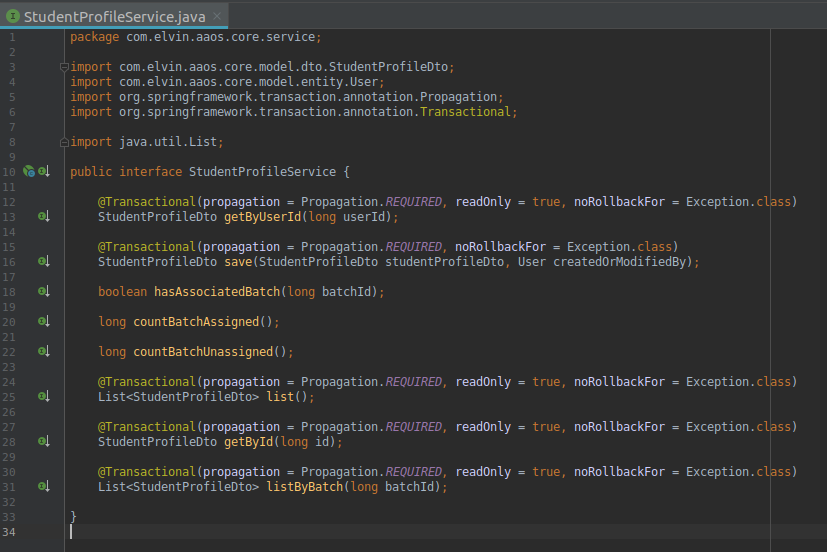 StudentProfileService.java
1 package com.elvin.aaos.core.service;
2
3 import com.elvin.aaos.core.model.dto.StudentProfileDto;
4 import com.elvin.aaos.core.model.entity.User;
5 import org.springframework.transaction.annotation.Propagation;
6 import org.springframework.transaction.annotation.Transactional;
7
8 import java.util.List;
9
10 public interface StudentProfileService {
11
12 @Transactional(propagation = Propagation.REQUIRED, readOnly = true, noRollbackFor = Exception.class)
13 StudentProfileDto getByUserId(long userId);
14
15 @Transactional(propagation = Propagation.REQUIRED, noRollbackFor = Exception.class)
16 StudentProfileDto save(StudentProfileDto studentProfileDto, User createdOrModifiedBy);
17
18 boolean hasAssociatedBatch(long batchId);
19
20 long countBatchAssigned();
21
22 long countBatchUnassigned();
23
24 @Transactional(propagation = Propagation.REQUIRED, readOnly = true, noRollbackFor = Exception.class)
25 List<StudentProfileDto> list();
26
27 @Transactional(propagation = Propagation.REQUIRED, readOnly = true, noRollbackFor = Exception.class)
28 StudentProfileDto getById(long id);
29
30 @Transactional(propagation = Propagation.REQUIRED, readOnly = true, noRollbackFor = Exception.class)
31 List<StudentProfileDto> listByBatch(long batchId);
32
33 }
34